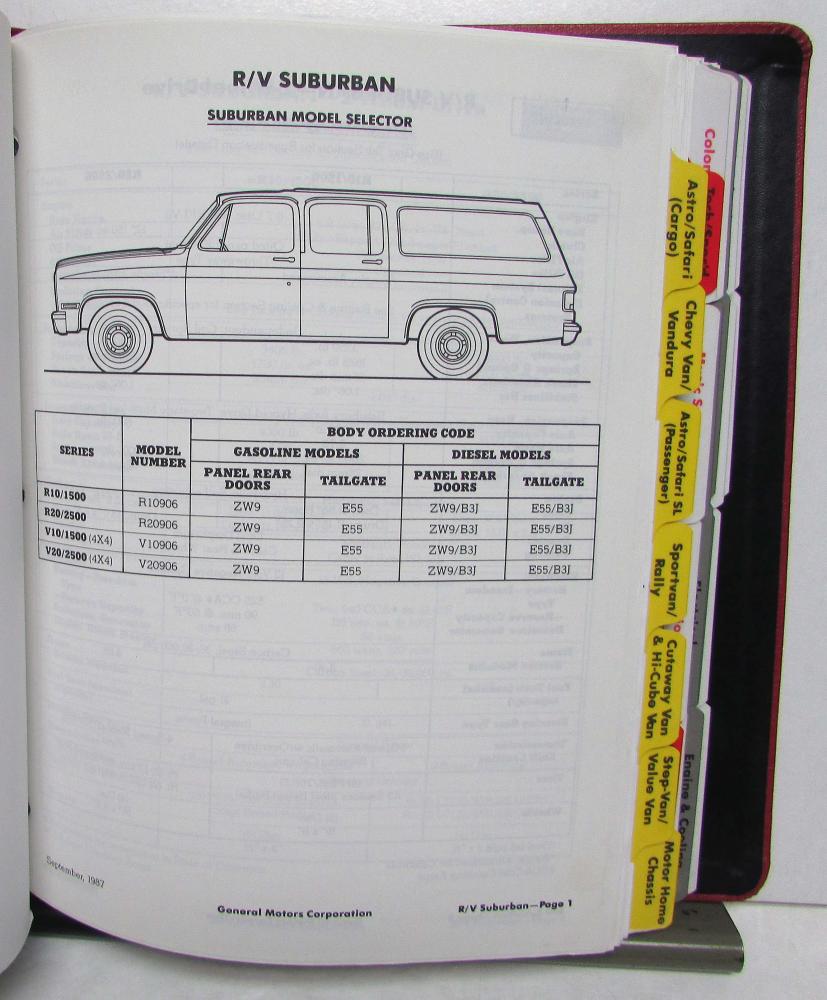 R/V SUBURBAN
SUBURBAN MODEL SELECTOR
SERIES
MODEL NUMBER
BODY ORDERING CODE
GASOLINE MODELS
DIESEL MODELS
PANEL REAR DOORS
TAILGATE
PANEL REAR DOORS
TAILGATE
R10/1500 R10906 ZW9 E55 ZW9/B3J E55/B3J
R20/2500 R20906 ZW9 E55 ZW9/B3J E55/B3J
V10/1500 (4X4) V10906 ZW9 E55 ZW9/B3J E55/B3J
V20/2500 (4X4) V20906 ZW9 E55 ZW9/B3J E55/B3J
September, 1987
General Motors Corporation
R/V Suburban—Page 1
Color
Astro/Safari
(Cargo)
Chevy Van/
Vandura
Astro/Safari SL
(Passenger)
Sportvan/
Rally
Cutaway Van
& Hi-Cube Van
Step-Van/
Value Van
Motor Home
Chassis
Engine & Cooling